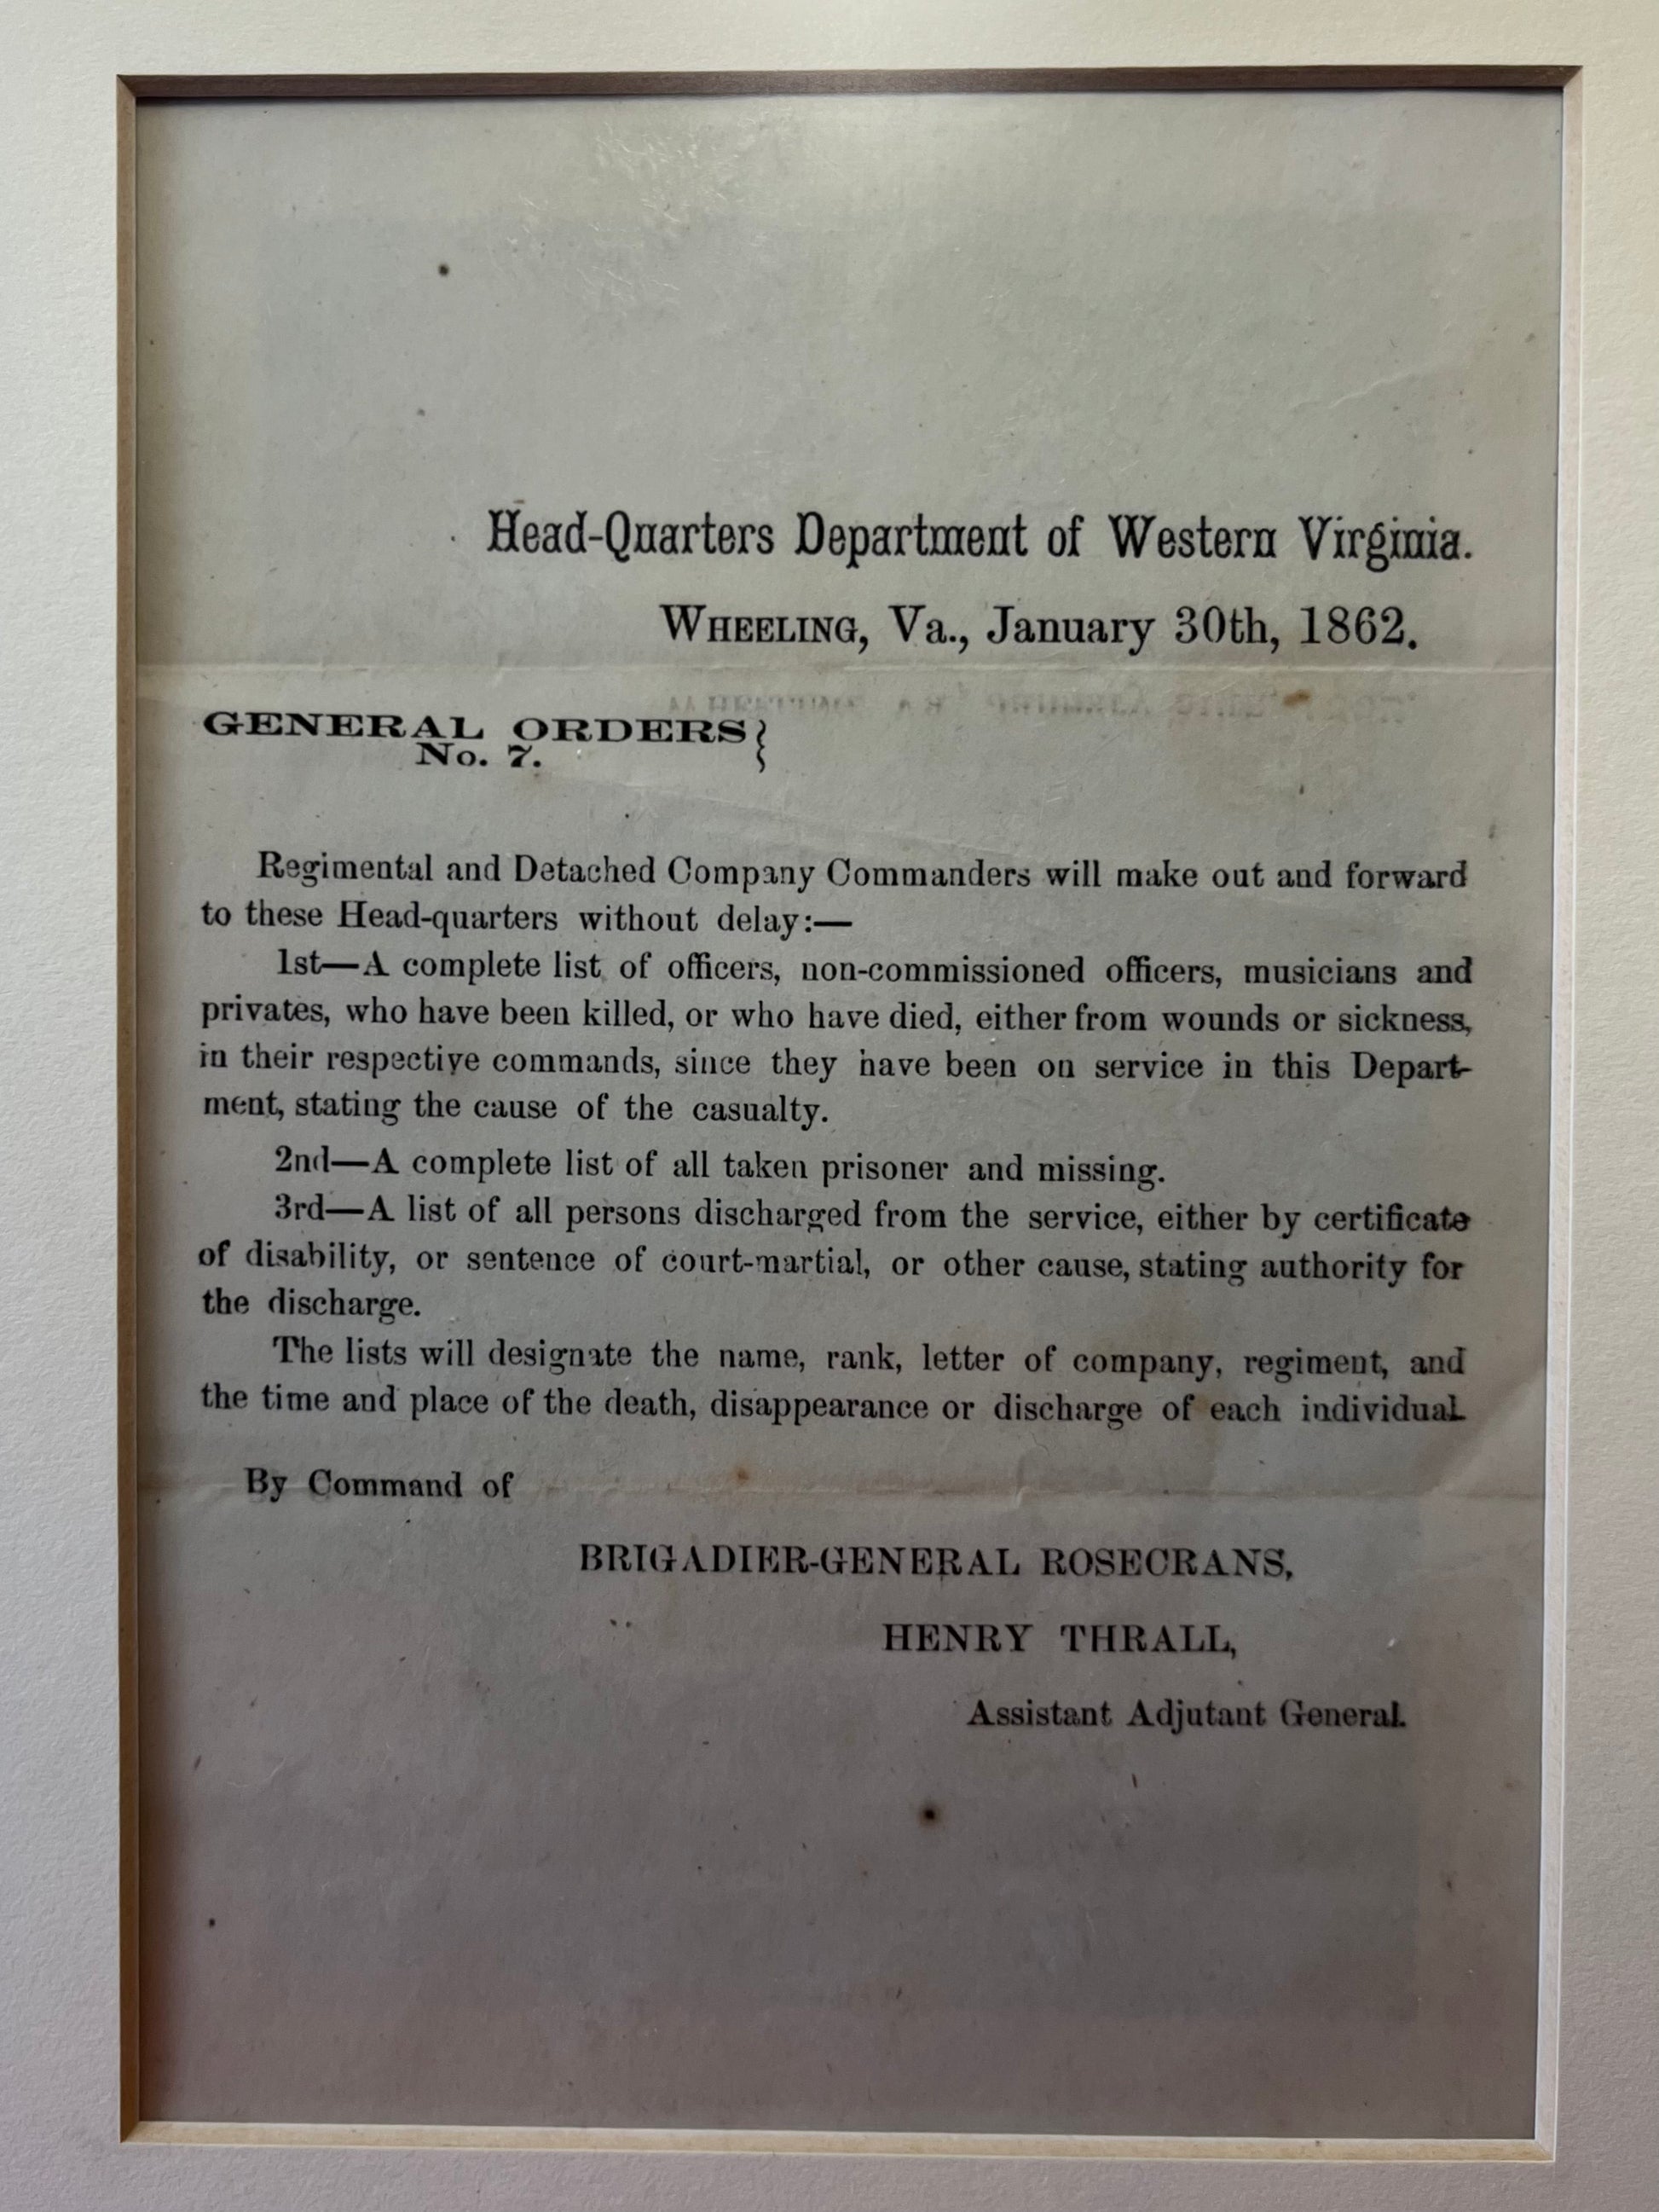 Head-Quarters Department of Western Virginia.
WHEELING, Va., January 30th, 1862.
GENERAL ORDERS }
No. 7.
Regimental and Detached Company Commanders will make out and forward
to these Head-quarters without delay:—
1st—A complete list of officers, non-commissioned officers, musicians and
privates, who have been killed, or who have died, either from wounds or sickness,
in their respective commands, since they have been on service in this Depart-
ment, stating the cause of the casualty.
2nd—A complete list of all taken prisoner and missing.
3rd—A list of all persons discharged from the service, either by certificate
of disability, or sentence of court-martial, or other cause, stating authority for
the discharge.
The lists will designate the name, rank, letter of company, regiment, and
the time and place of the death, disappearance or discharge of each individual.
By Command of
BRIGADIER-GENERAL ROSECRANS,
HENRY THRALL,
Assistant Adjutant General.